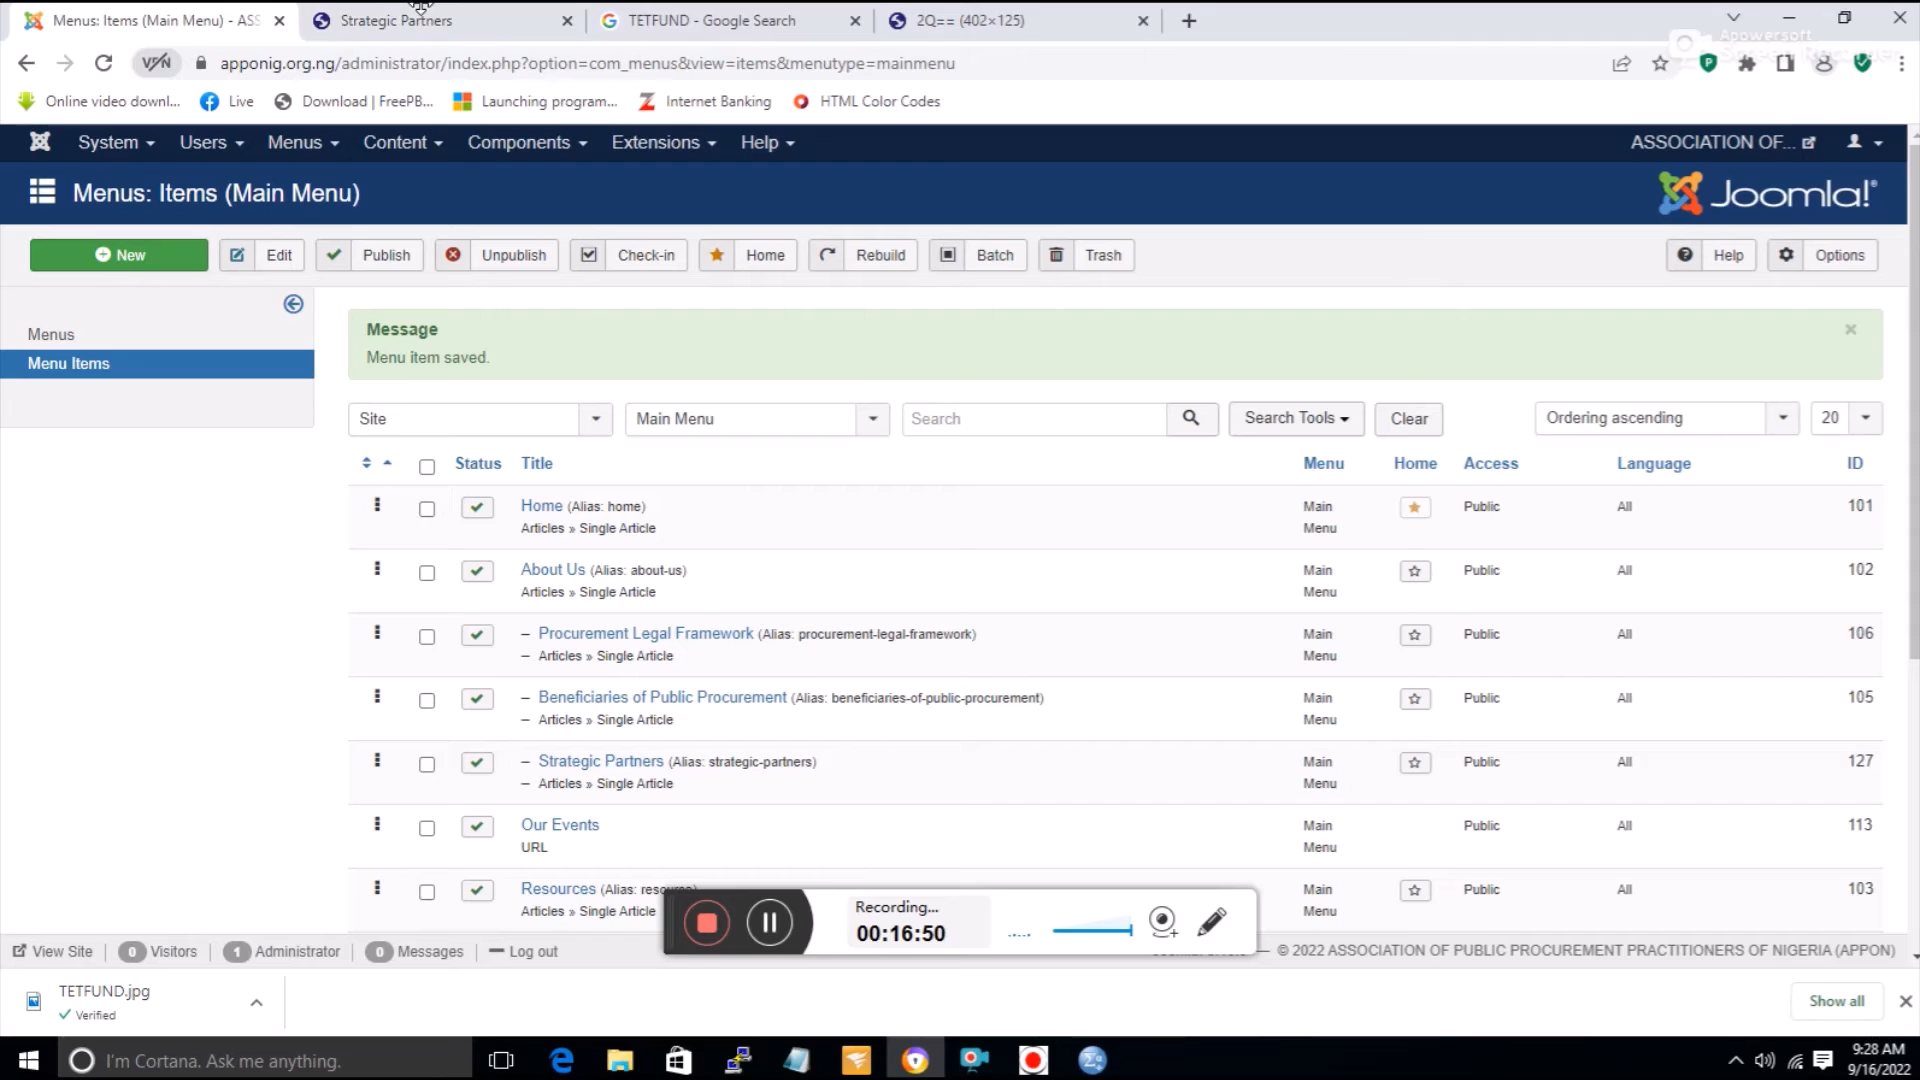 Menus: Items (Main Menu) - ASS
Strategic Partners
TETFUND - Google Search
2Q== (402×125)
Apowersoft
VPN
apponig.org.ng/administrator/index.php?option=com_menus&view=items&menutype=mainmenu
Online video downl...
Live
Download | FreePB...
Launching program...
Internet Banking
HTML Color Codes
System
Users
Menus
Content
Components
Extensions
Help
ASSOCIATION OF...
Menus: Items (Main Menu)
Joomla!
New
Edit
Publish
Unpublish
Check-in
Home
Rebuild
Batch
Trash
Help
Options
Menus
Menu Items
Message
Menu item saved.
Site
Main Menu
Search
Search Tools
Clear
Ordering ascending
20
Status
Title
Menu
Home
Access
Language
ID
Home (Alias: home)
Articles » Single Article
Main
Menu
Public
All
101
About Us (Alias: about-us)
Articles » Single Article
Main
Menu
Public
All
102
– Procurement Legal Framework (Alias: procurement-legal-framework)
– Articles » Single Article
Main
Menu
Public
All
106
– Beneficiaries of Public Procurement (Alias: beneficiaries-of-public-procurement)
– Articles » Single Article
Main
Menu
Public
All
105
– Strategic Partners (Alias: strategic-partners)
– Articles » Single Article
Main
Menu
Public
All
127
Our Events
URL
Main
Menu
Public
All
113
Resources (Alias:
Articles » Single Article
Main
Menu
Public
All
103
Recording...
00:16:50
View Site
0 Visitors
1 Administrator
0 Messages
Log out
— © 2022 ASSOCIATION OF PUBLIC PROCUREMENT PRACTITIONERS OF NIGERIA (APPON)
TETFUND.jpg
Verified
Show all
I'm Cortana. Ask me anything.
9:28 AM
9/16/2022